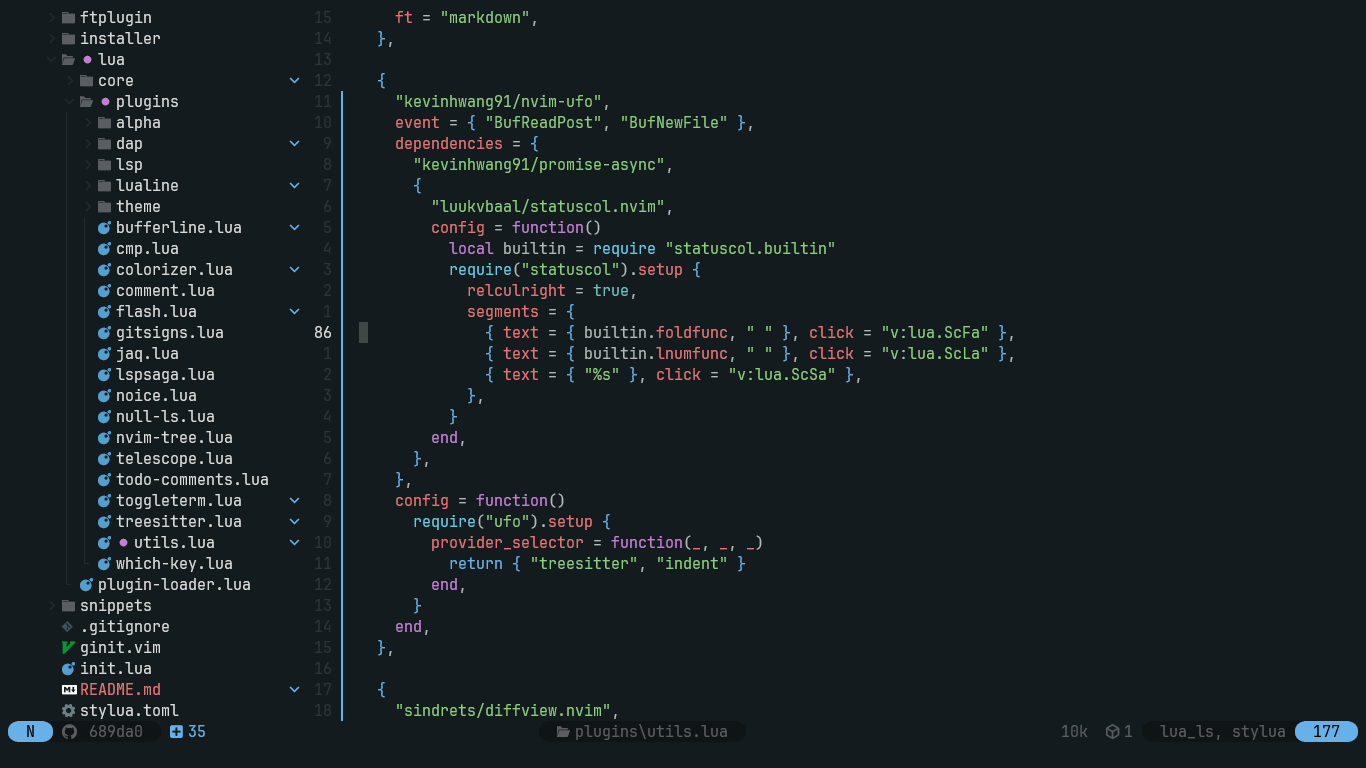 ftplugin
installer
lua
core
plugins
alpha
dap
lsp
lualine
theme
bufferline.lua
cmp.lua
colorizer.lua
comment.lua
flash.lua
gitsigns.lua
jaq.lua
lspsaga.lua
noice.lua
null-ls.lua
nvim-tree.lua
telescope.lua
todo-comments.lua
toggleterm.lua
treesitter.lua
utils.lua
which-key.lua
plugin-loader.lua
snippets
.gitignore
ginit.vim
init.lua
README.md
stylua.toml
15 ft = "markdown",
14 },
13
12 {
11 "kevinhwang91/nvim-ufo",
10 event = { "BufReadPost", "BufNewFile" },
9 dependencies = {
8 "kevinhwang91/promise-async",
7 {
6 "luukvbaal/statuscol.nvim",
5 config = function()
4 local builtin = require "statuscol.builtin"
3 require("statuscol").setup {
2 relculright = true,
1 segments = {
86 { text = { builtin.foldfunc, " " }, click = "v:lua.ScFa" },
1 { text = { builtin.lnumfunc, " " }, click = "v:lua.ScLa" },
2 { text = { "%s" }, click = "v:lua.ScSa" },
3 },
4 }
5 end,
6 },
7 },
8 config = function()
9 require("ufo").setup {
10 provider_selector = function(_, _, _)
11 return { "treesitter", "indent" }
12 end,
13 }
14 end,
15 },
16
17 {
18 "sindrets/diffview.nvim",
N 689da0 35 plugins\utils.lua 10k 1 lua_ls, stylua 177